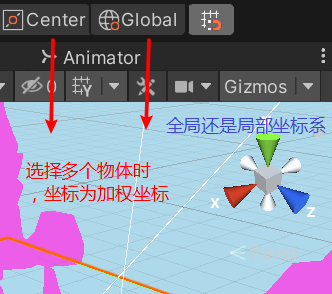 Center
Global
Animator
0
Gizmos
全局还是局部坐标系
选择多个物体时
，坐标为加权坐标
x
z
Persp